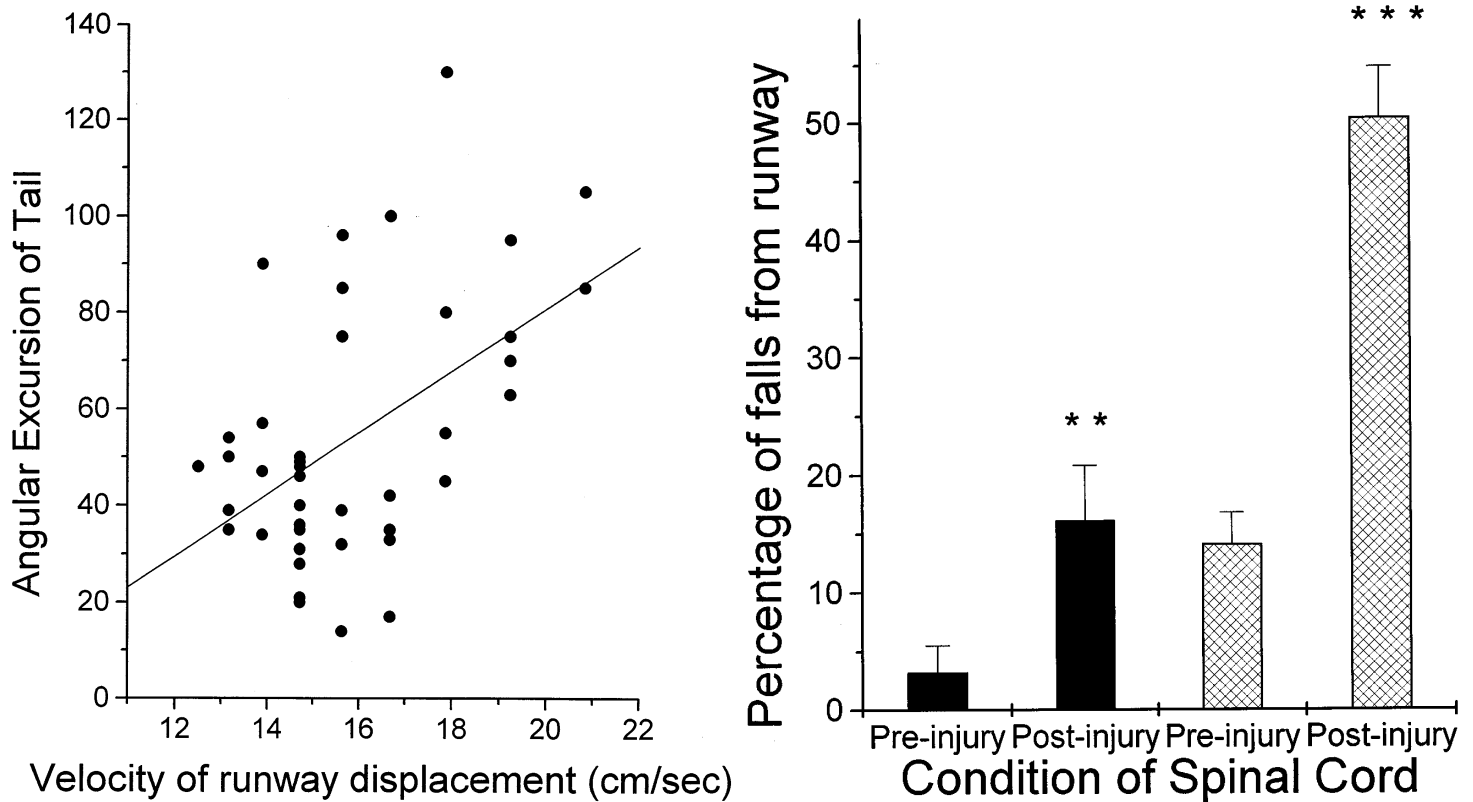 140
120
100
80
60
40
20
0
12 14 16 18 20 22
Angular Excursion of Tail
Velocity of runway displacement (cm/sec)
* * *
* *
50
40
30
20
10
0
Percentage of falls from runway
Pre-injury Post-injury Pre-injury Post-injury
Condition of Spinal Cord